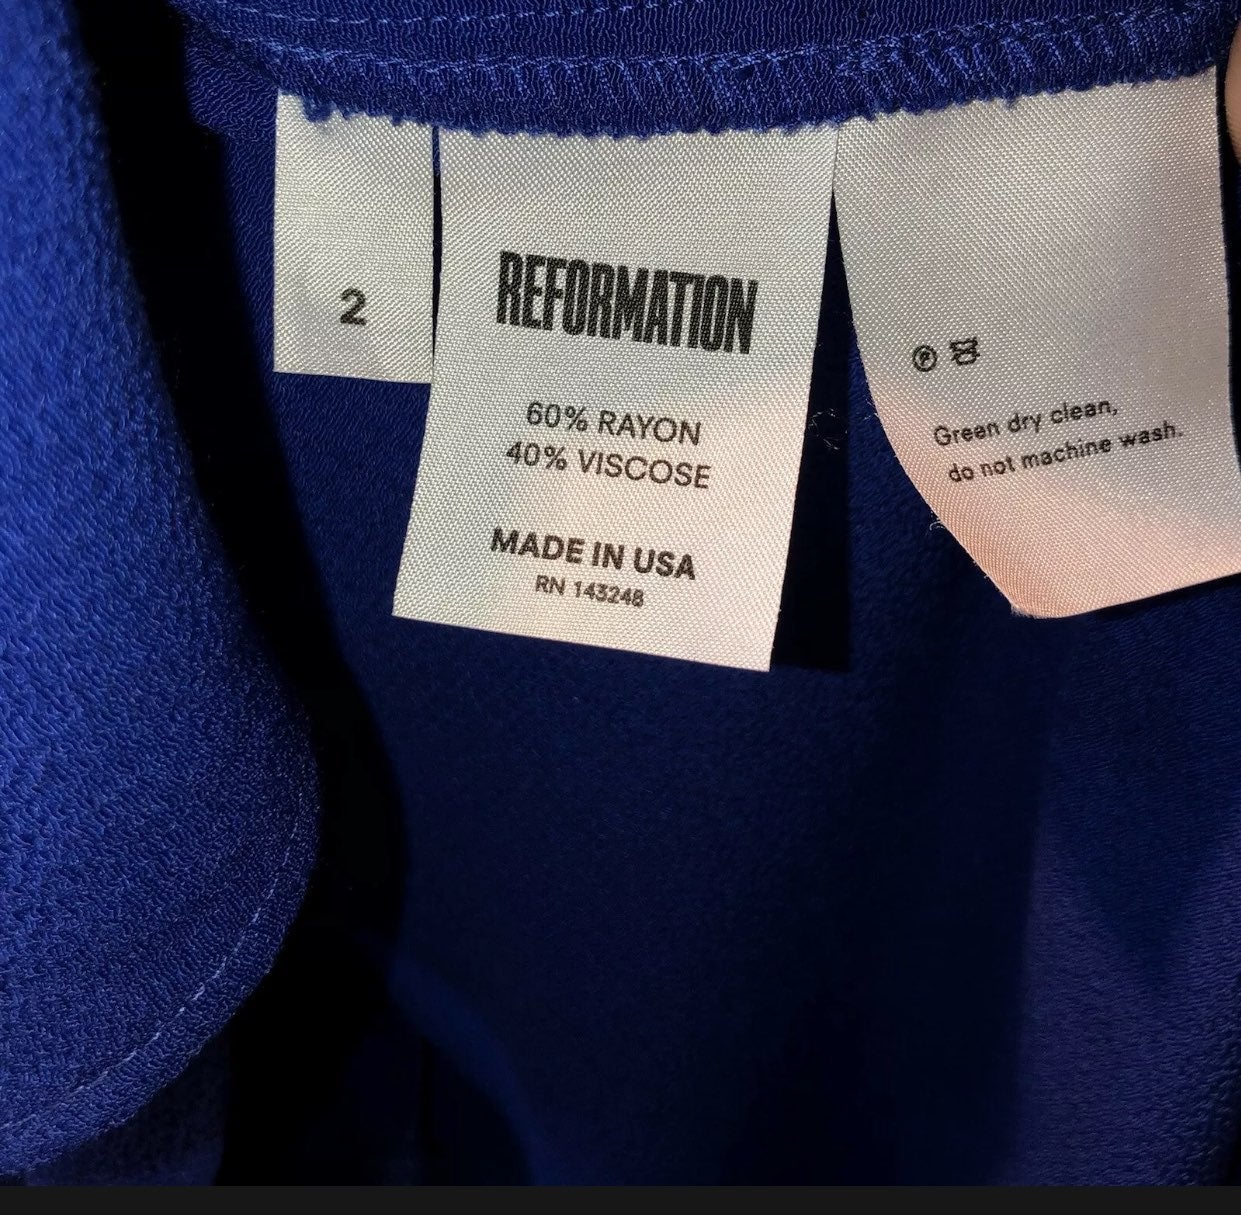 2
REFORMATION
60% RAYON
40% VISCOSE
MADE IN USA
RN 143248
P
Green dry clean,
do not machine wash.